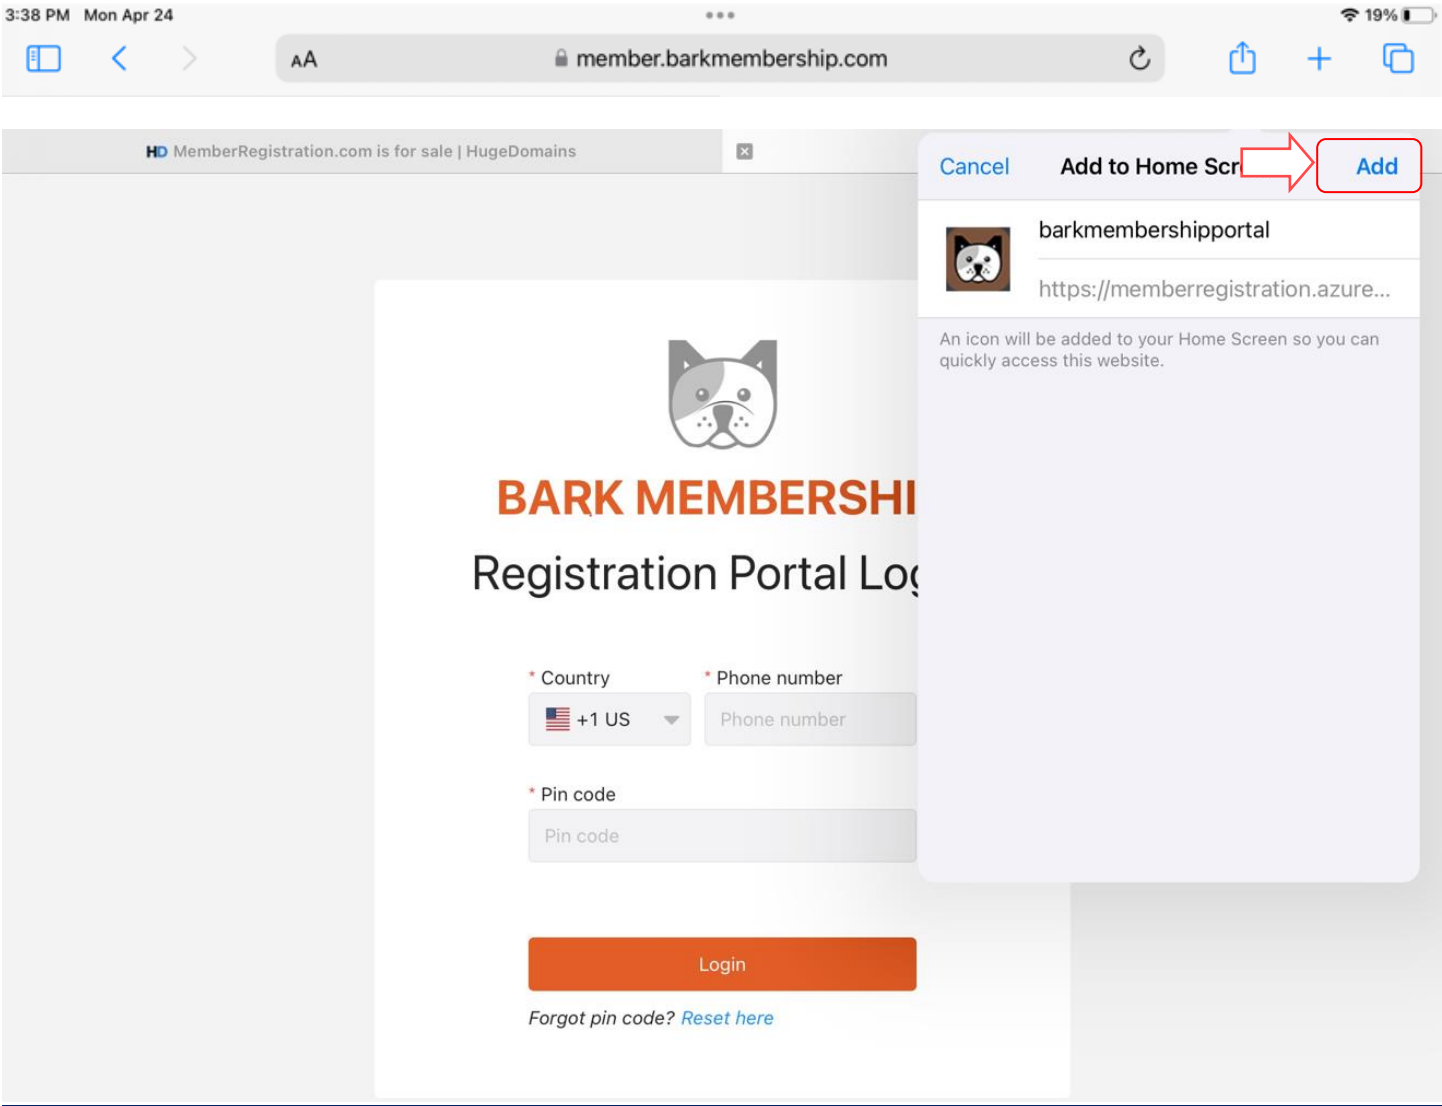 3:38 PM Mon Apr 24
19%
AA
member.barkmembership.com
HD MemberRegistration.com is for sale | HugeDomains
Cancel
Add to Home Scr
Add
barkmembershipportal
https://memberregistration.azure...
An icon will be added to your Home Screen so you can
quickly access this website.
BARK MEMBERSHI
Registration Portal Log
* Country
* Phone number
+1 US
Phone number
* Pin code
Pin code
Login
Forgot pin code? Reset here